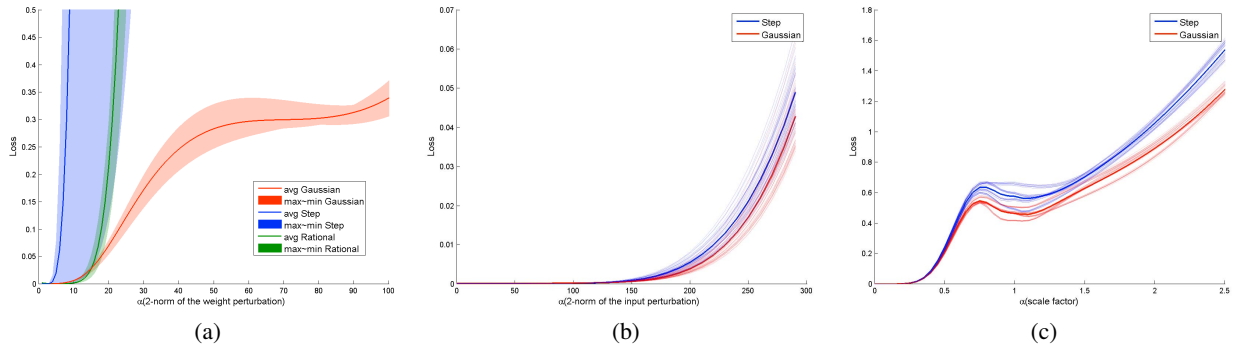 0.5
0.45
0.4
0.35
0.3
0.25
0.2
0.15
0.1
0.05
0
Loss
0 10 20 30 40 50 60 70 80 90 100
α(2-norm of the weight perturbation)
avg Gaussian
max~min Gaussian
avg Step
max~min Step
avg Rational
max~min Rational
(a)
0.07
0.06
0.05
0.04
0.03
0.02
0.01
0
Loss
50 100 150 200 250 300
α(2-norm of the input perturbation)
Step
Gaussian
(b)
1.8
1.6
1.4
1.2
1
0.8
0.6
0.4
0.2
0
Loss
0 0.5 1 1.5 2 2.5
α(scale factor)
Step
Gaussian
(c)